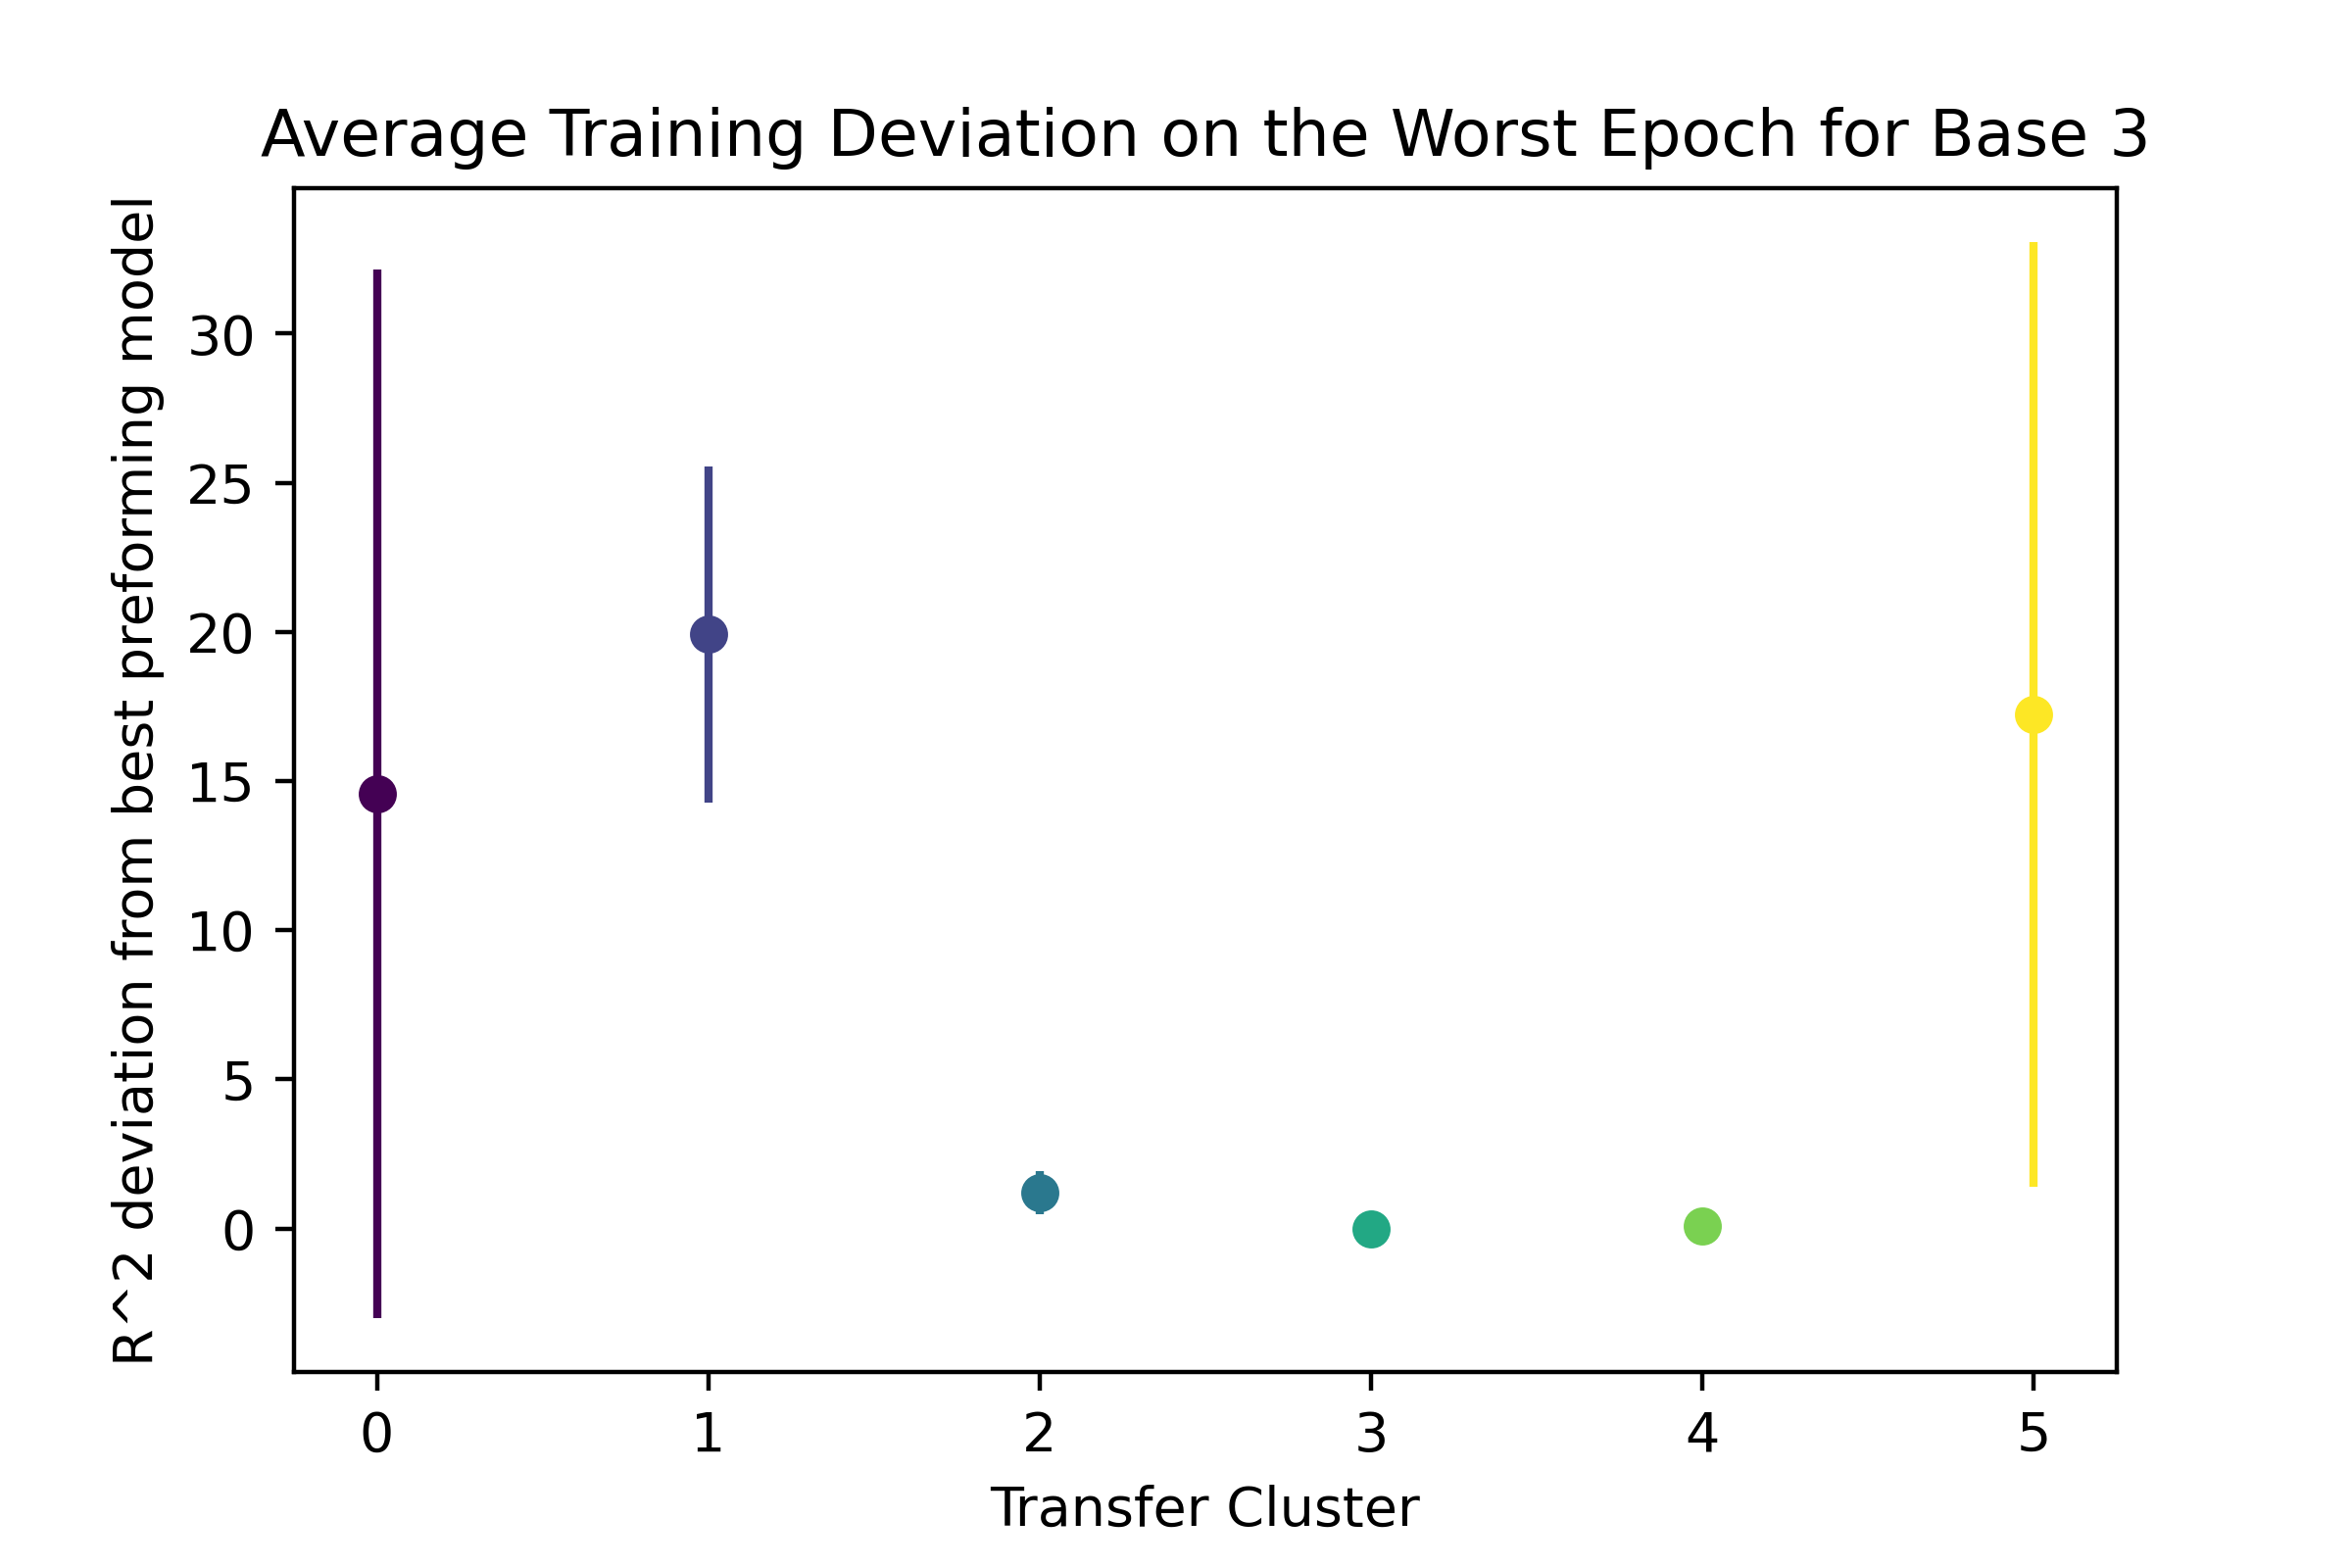 Average Training Deviation on the Worst Epoch for Base 3
R^2 deviation from best preforming model
30
25
20
15
10
5
0
0 1 2 3 4 5
Transfer Cluster